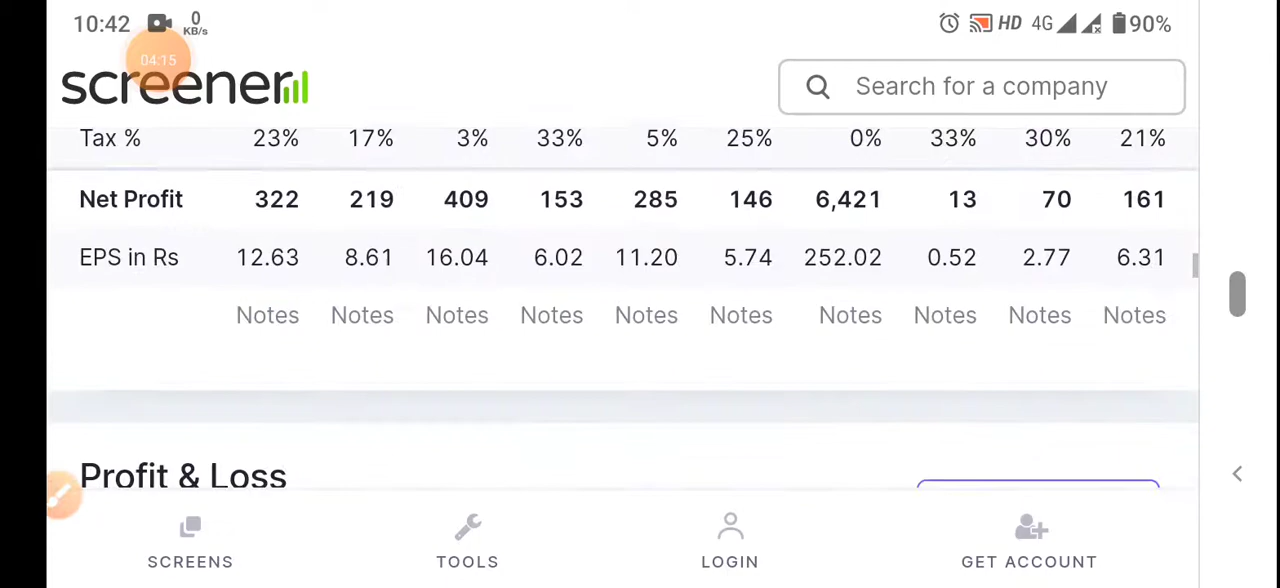 10:42 0 KB/s HD 4G 90%
04:15
screener Search for a company
Tax % 23% 17% 3% 33% 5% 25% 0% 33% 30% 21%
Net Profit 322 219 409 153 285 146 6,421 13 70 161
EPS in Rs 12.63 8.61 16.04 6.02 11.20 5.74 252.02 0.52 2.77 6.31
Notes Notes Notes Notes Notes Notes Notes Notes Notes Notes
Profit & Loss
SCREENS TOOLS LOGIN GET ACCOUNT